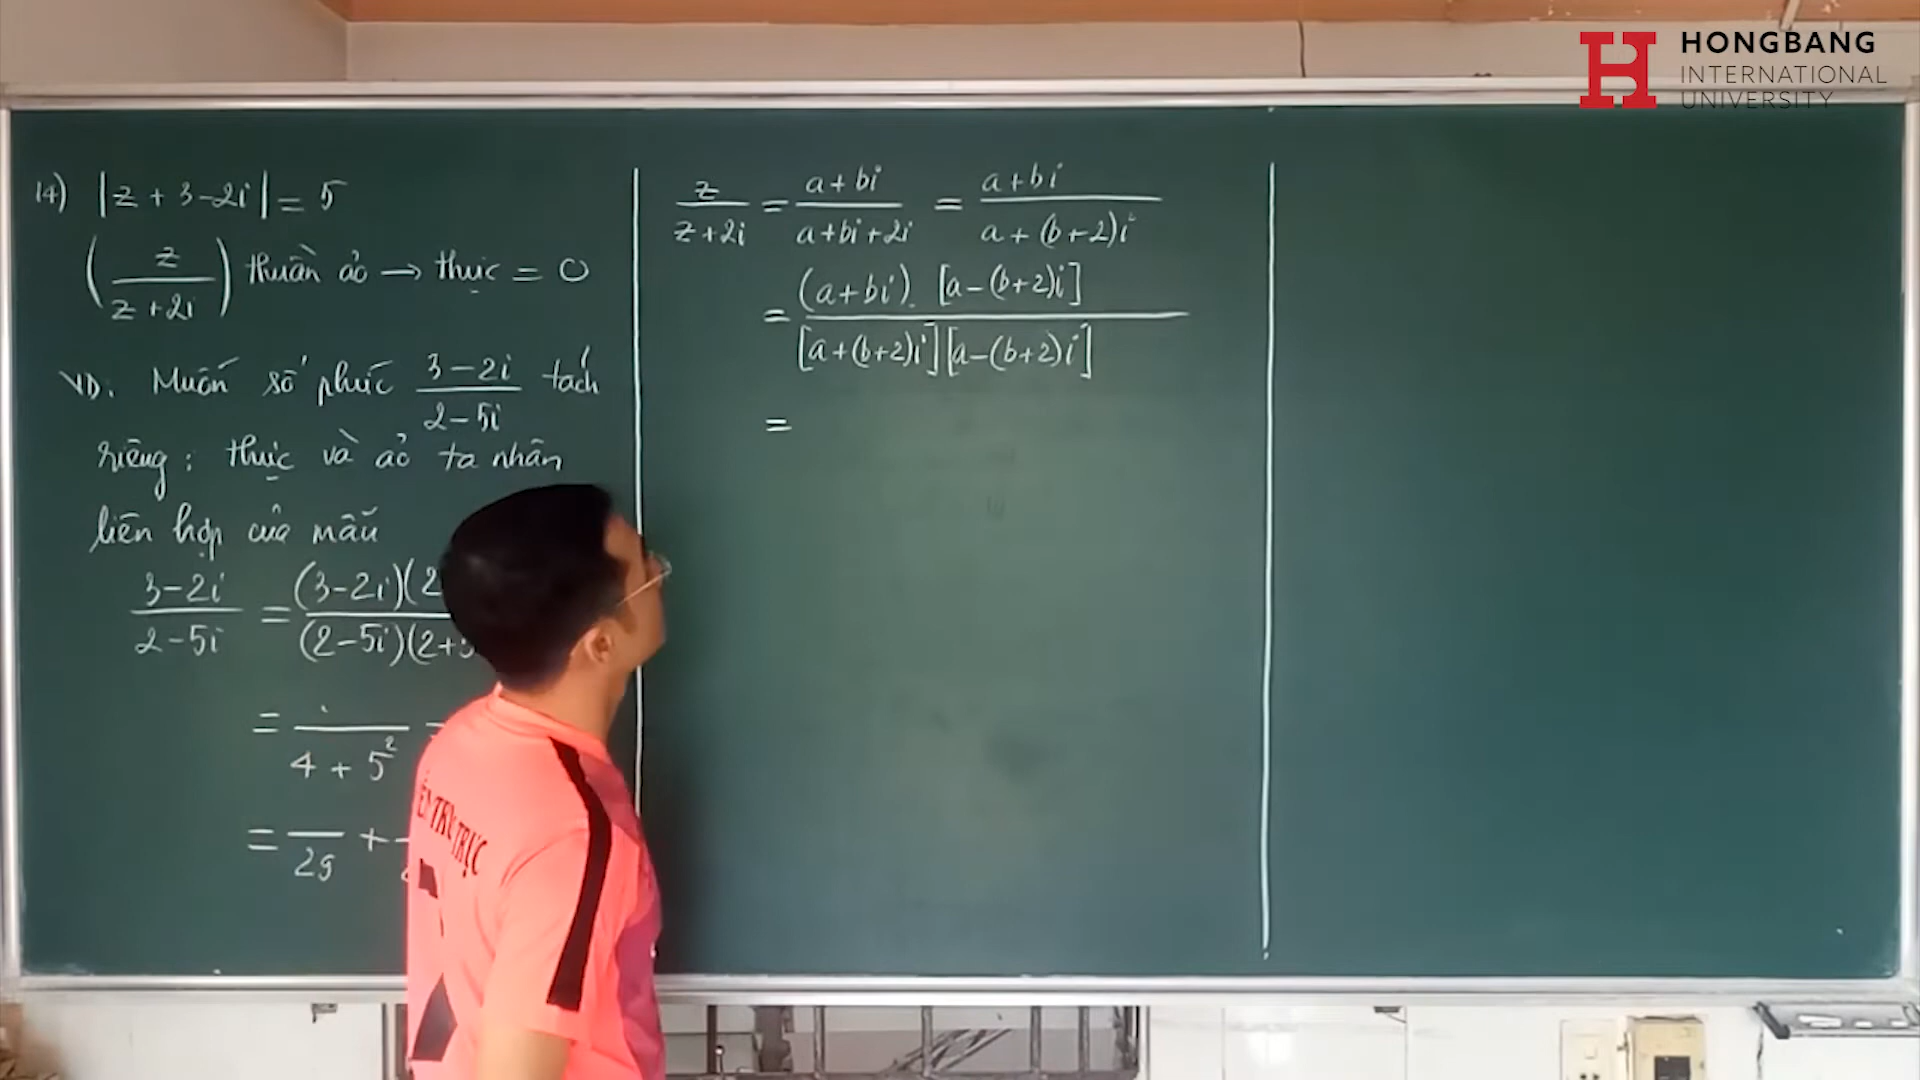 HONGBANG
INTERNATIONAL
UNIVERSITY
14) |z + 3-2i| = 5
(z/(z+2i)) thuần ảo → thực = 0
VD. Muốn số phức (3-2i)/(2-5i) tách
riêng: thực và ảo ta nhân
liên hợp của mẫu
(3-2i)/(2-5i) = (3-2i)(2
(2-5i)(2+5
= /(4 + 5²)
= /29 +
z/(z+2i) = (a+bi)/(a+bi+2i) = (a+bi)/(a+(b+2)i)
= (a+bi).[a-(b+2)i]
[a+(b+2)i][a-(b+2)i]
=
TRỰC